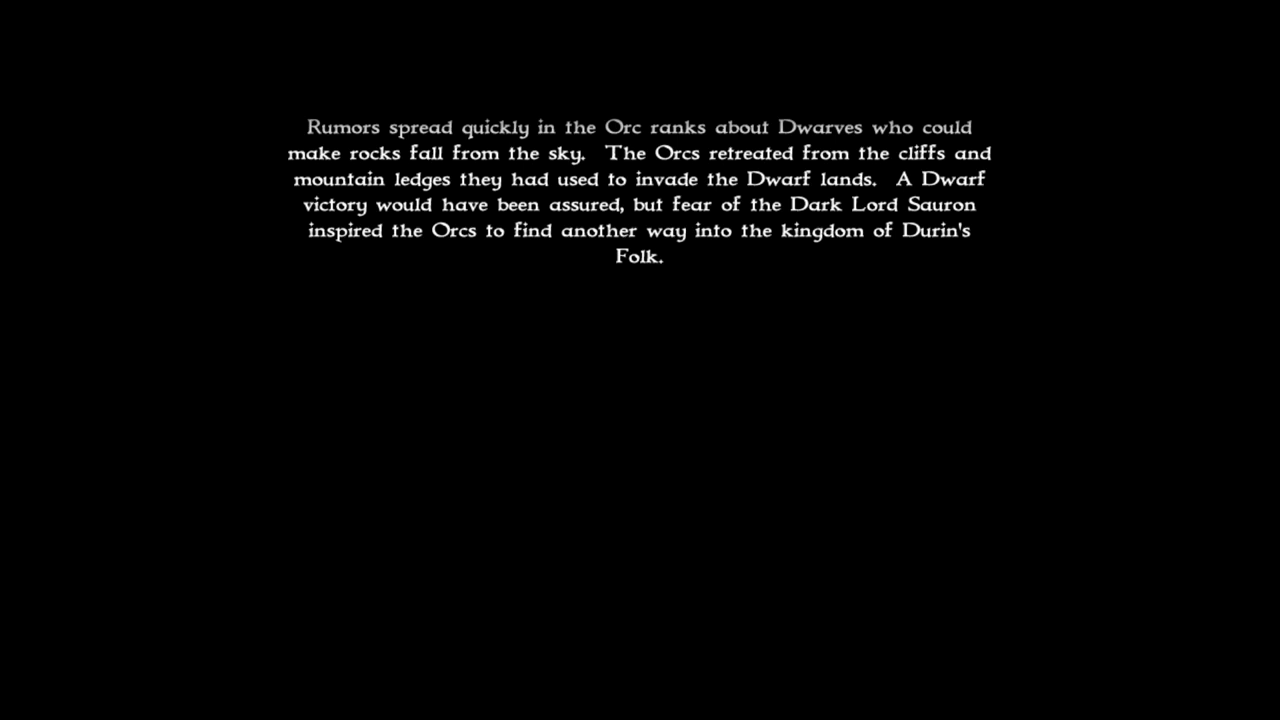 Rumors spread quickly in the Orc ranks about Dwarves who could
make rocks fall from the sky.  The Orcs retreated from the cliffs and
mountain ledges they had used to invade the Dwarf lands.  A Dwarf
victory would have been assured, but fear of the Dark Lord Sauron
inspired the Orcs to find another way into the kingdom of Durin's
Folk.